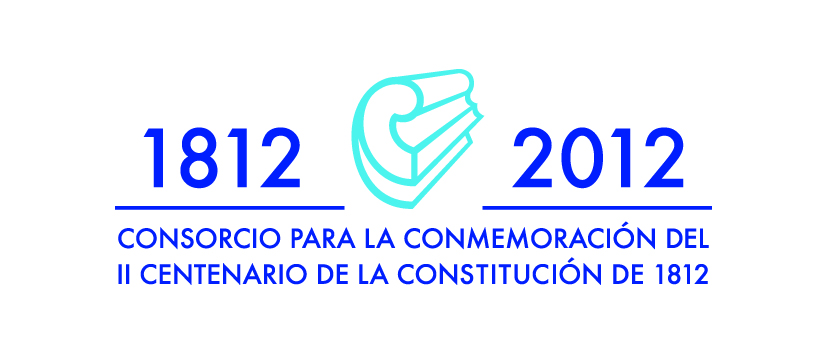 1812 2012
CONSORCIO PARA LA CONMEMORACIÓN DEL
II CENTENARIO DE LA CONSTITUCIÓN DE 1812